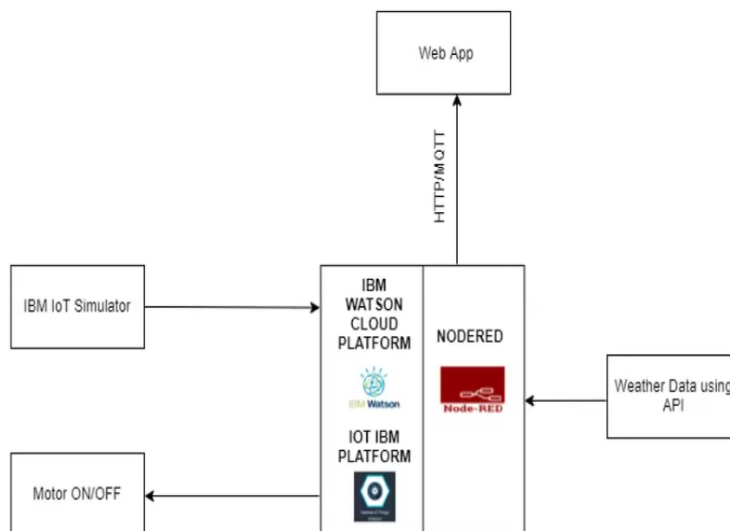 Web App
HTTP/MQTT
IBM
WATSON
CLOUD
PLATFORM
NODERED
IBM IoT Simulator
IBM Watson
Node-RED
Weather Data using
API
IOT IBM
PLATFORM
Motor ON/OFF